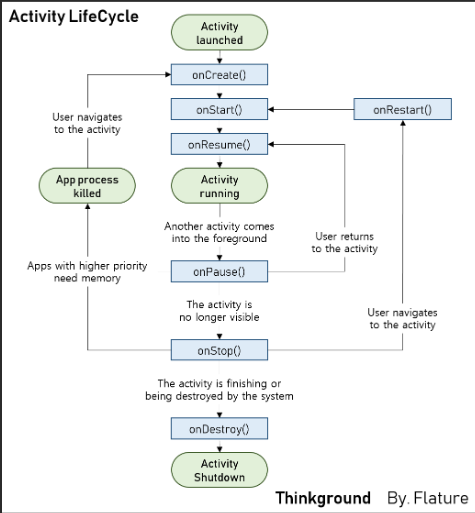 Activity LifeCycle
Activity
launched
onCreate()
onStart()
onRestart()
User navigates
to the activity
onResume()
App process
killed
Activity
running
Another activity comes
into the foreground
User returns
to the activity
Apps with higher priority
need memory
onPause()
The activity is
no longer visible
User navigates
to the activity
onStop()
The activity is finishing or
being destroyed by the system
onDestroy()
Activity
Shutdown
Thinkground By. Flature